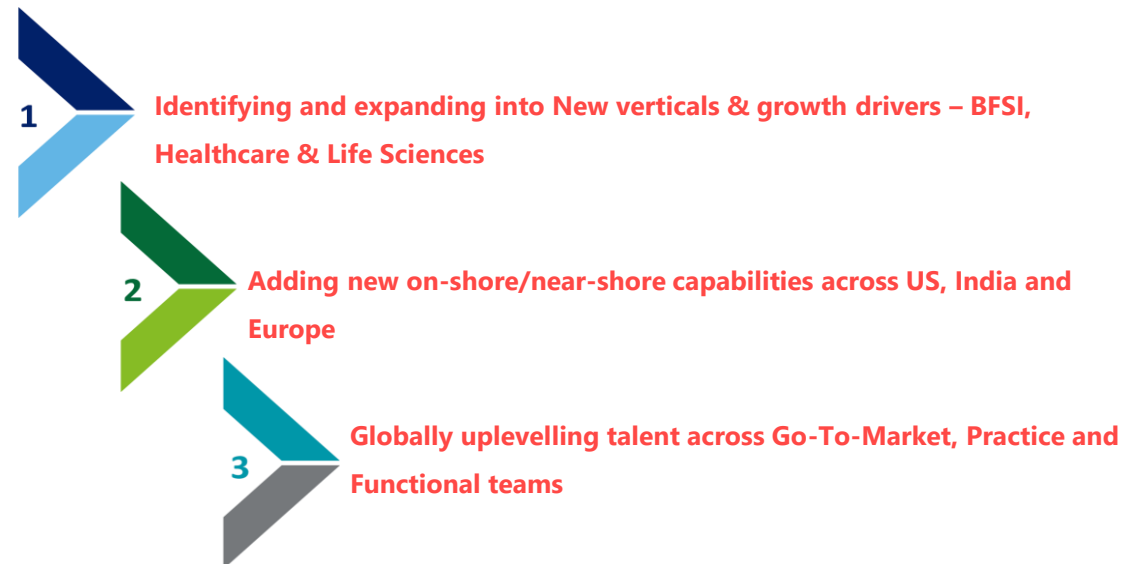 1
Identifying and expanding into New verticals & growth drivers – BFSI,
Healthcare & Life Sciences
2
Adding new on-shore/near-shore capabilities across US, India and
Europe
3
Globally uplevelling talent across Go-To-Market, Practice and
Functional teams